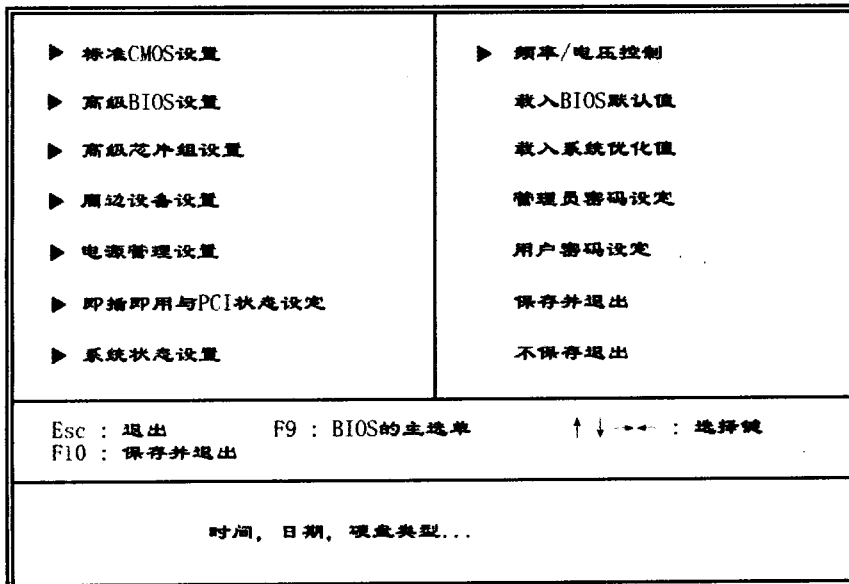 ▶ 标准CMOS设置
▶ 高级BIOS设置
▶ 高级芯片组设置
▶ 周边设备设置
▶ 电源管理设置
▶ 即插即用与PCI状态设定
▶ 系统状态设置
▶ 频率/电压控制
载入BIOS默认值
载入系统优化值
管理员密码设定
用户密码设定
保存并退出
不保存退出
Esc : 退出 F9 : BIOS的主选单 ↑ ↓ → ← : 选择键
F10 : 保存并退出
时间, 日期, 硬盘类型...